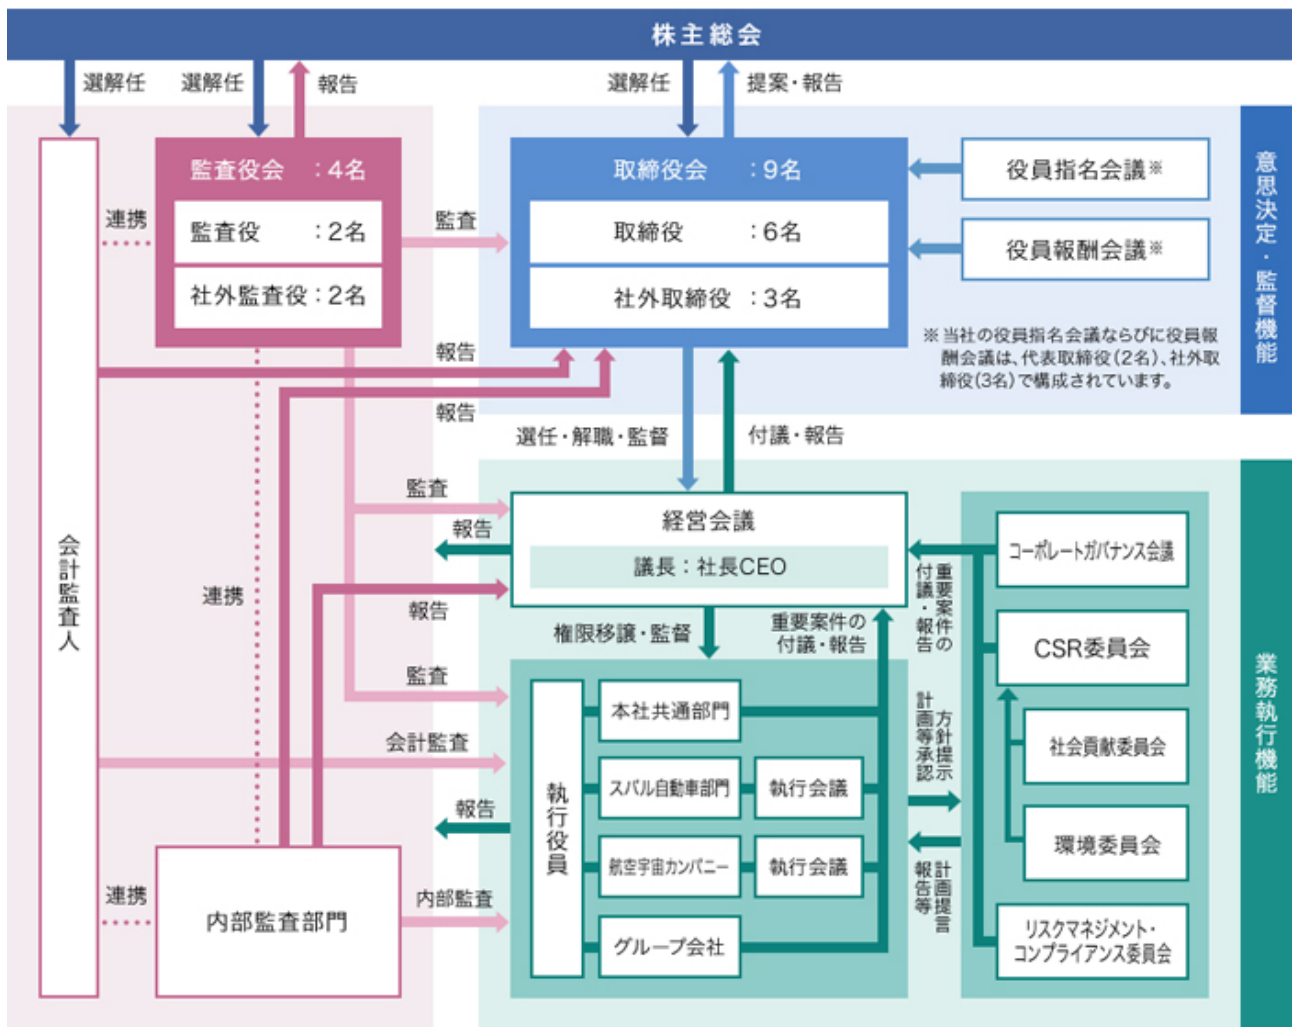 株主総会
選解任
選解任
報告
選解任
提案・報告
監査役会 ：4名
監査役 ：2名
社外監査役：2名
連携
監査
取締役会 ：9名
取締役 ：6名
社外取締役 ：3名
役員指名会議※
役員報酬会議※
※当社の役員指名会議ならびに役員報
酬会議は、代表取締役(2名)、社外取
締役(3名)で構成されています。
意思決定・監督機能
報告
報告
選任・解職・監督
付議・報告
監査
報告
経営会議
議長：社長CEO
会計監査人
連携
報告
権限移譲・監督
重要案件の
付議・報告
重要案件の
付議・報告
コーポレートガバナンス会議
CSR委員会
社会貢献委員会
環境委員会
リスクマネジメント・
コンプライアンス委員会
業務執行機能
監査
会計監査
報告
執行役員
本社共通部門
スバル自動車部門
執行会議
航空宇宙カンパニー
執行会議
グループ会社
方針提示
計画等承認
計画提言
報告等
連携
内部監査部門
内部監査